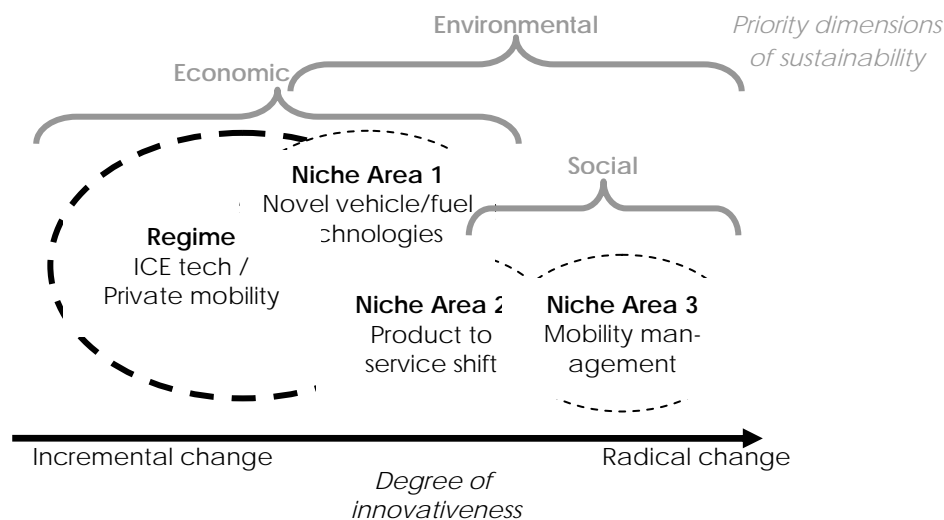 Environmental
Priority dimensions
of sustainability
Economic
Social
Niche Area 1
Novel vehicle/fuel
chnologies
Regime
ICE tech /
Private mobility
Niche Area 2
Product to
service shift
Niche Area 3
Mobility man-
agement
Incremental change
Radical change
Degree of
innovativeness